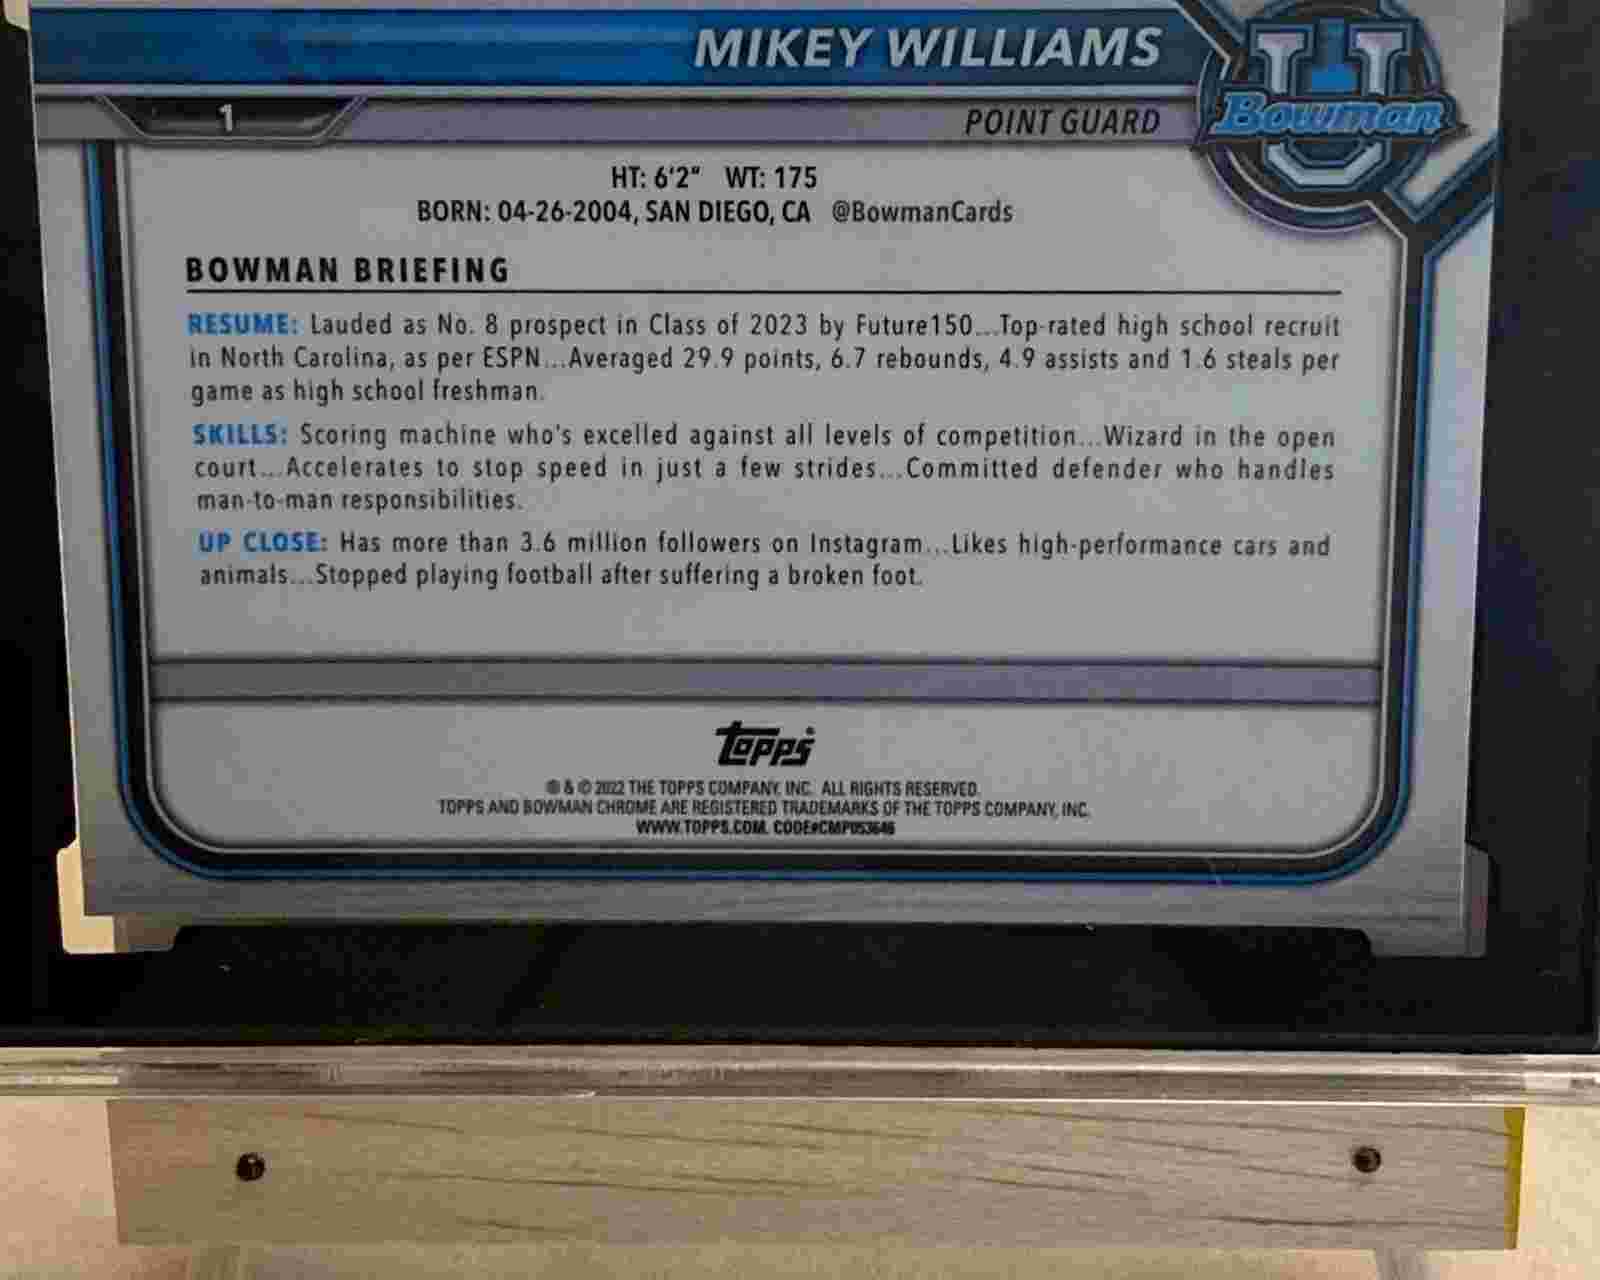 MIKEY WILLIAMS
U
Bowman
1
POINT GUARD
HT: 6'2" WT: 175
BORN: 04-26-2004, SAN DIEGO, CA @BowmanCards
BOWMAN BRIEFING
RESUME: Lauded as No. 8 prospect in Class of 2023 by Future150...Top-rated high school recruit
in North Carolina, as per ESPN...Averaged 29.9 points, 6.7 rebounds, 4.9 assists and 1.6 steals per
game as high school freshman.
SKILLS: Scoring machine who's excelled against all levels of competition...Wizard in the open
court...Accelerates to stop speed in just a few strides...Committed defender who handles
man-to-man responsibilities.
UP CLOSE: Has more than 3.6 million followers on Instagram...Likes high-performance cars and
animals...Stopped playing football after suffering a broken foot.
Topps
® & © 2022 THE TOPPS COMPANY, INC. ALL RIGHTS RESERVED.
TOPPS AND BOWMAN CHROME ARE REGISTERED TRADEMARKS OF THE TOPPS COMPANY, INC.
WWW.TOPPS.COM. CODE#CMP053646